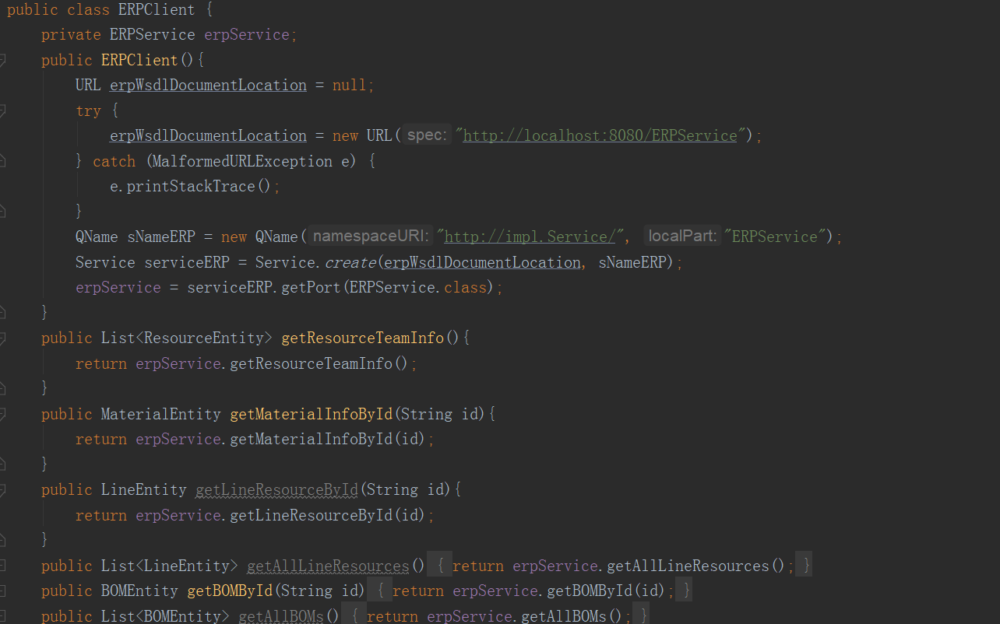 public class ERPClient {
    private ERPService erpService;
    public ERPClient(){
        URL erpWsdlDocumentLocation = null;
        try {
            erpWsdlDocumentLocation = new URL( spec: "http://localhost:8080/ERPService");
        } catch (MalformedURLException e) {
            e.printStackTrace();
        }
        QName sNameERP = new QName( namespaceURI: "http://impl.Service/", localPart: "ERPService");
        Service serviceERP = Service.create(erpWsdlDocumentLocation, sNameERP);
        erpService = serviceERP.getPort(ERPService.class);
    }
    public List<ResourceEntity> getResourceTeamInfo(){
        return erpService.getResourceTeamInfo();
    }
    public MaterialEntity getMaterialInfoById(String id){
        return erpService.getMaterialInfoById(id);
    }
    public LineEntity getLineResourceById(String id){
        return erpService.getLineResourceById(id);
    }
    public List<LineEntity> getAllLineResources() { return erpService.getAllLineResources(); }
    public BOMEntity getBOMById(String id) { return erpService.getBOMById(id); }
    public List<BOMEntity> getAllBOMs() { return erpService.getAllBOMs(); }